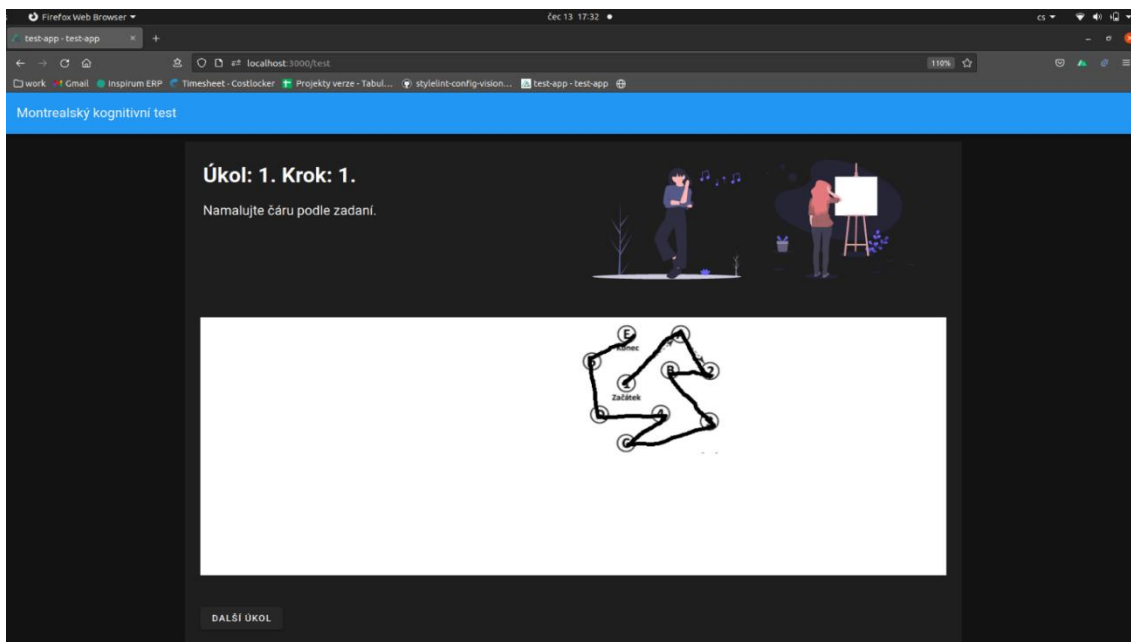 Firefox Web Browser
čec 13 17:32
cs
test-app - test-app
localhost:3000/test
110%
work
Gmail
Inspirum ERP
Timesheet - Costlocker
Projekty verze - Tabul...
stylelint-config-vision...
test-app - test-app
Montrealský kognitivní test
Úkol: 1. Krok: 1.
Namalujte čáru podle zadaní.
E
Konec
A
5
B
2
1
Začátek
D
4
3
C
DALŠÍ ÚKOL